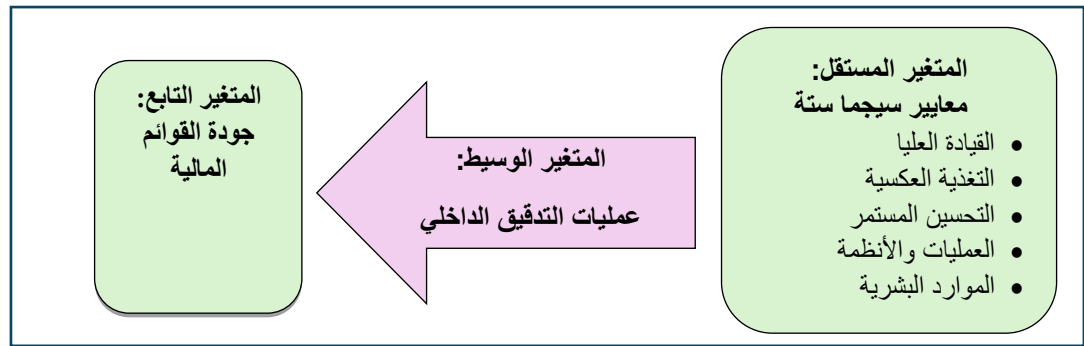 المتغير المستقل:
معايير سيجما ستة
• القيادة العليا
• التغذية العكسية
• التحسين المستمر
• العمليات والأنظمة
• الموارد البشرية
المتغير الوسيط:
عمليات التدقيق الداخلي
المتغير التابع:
جودة القوائم
المالية